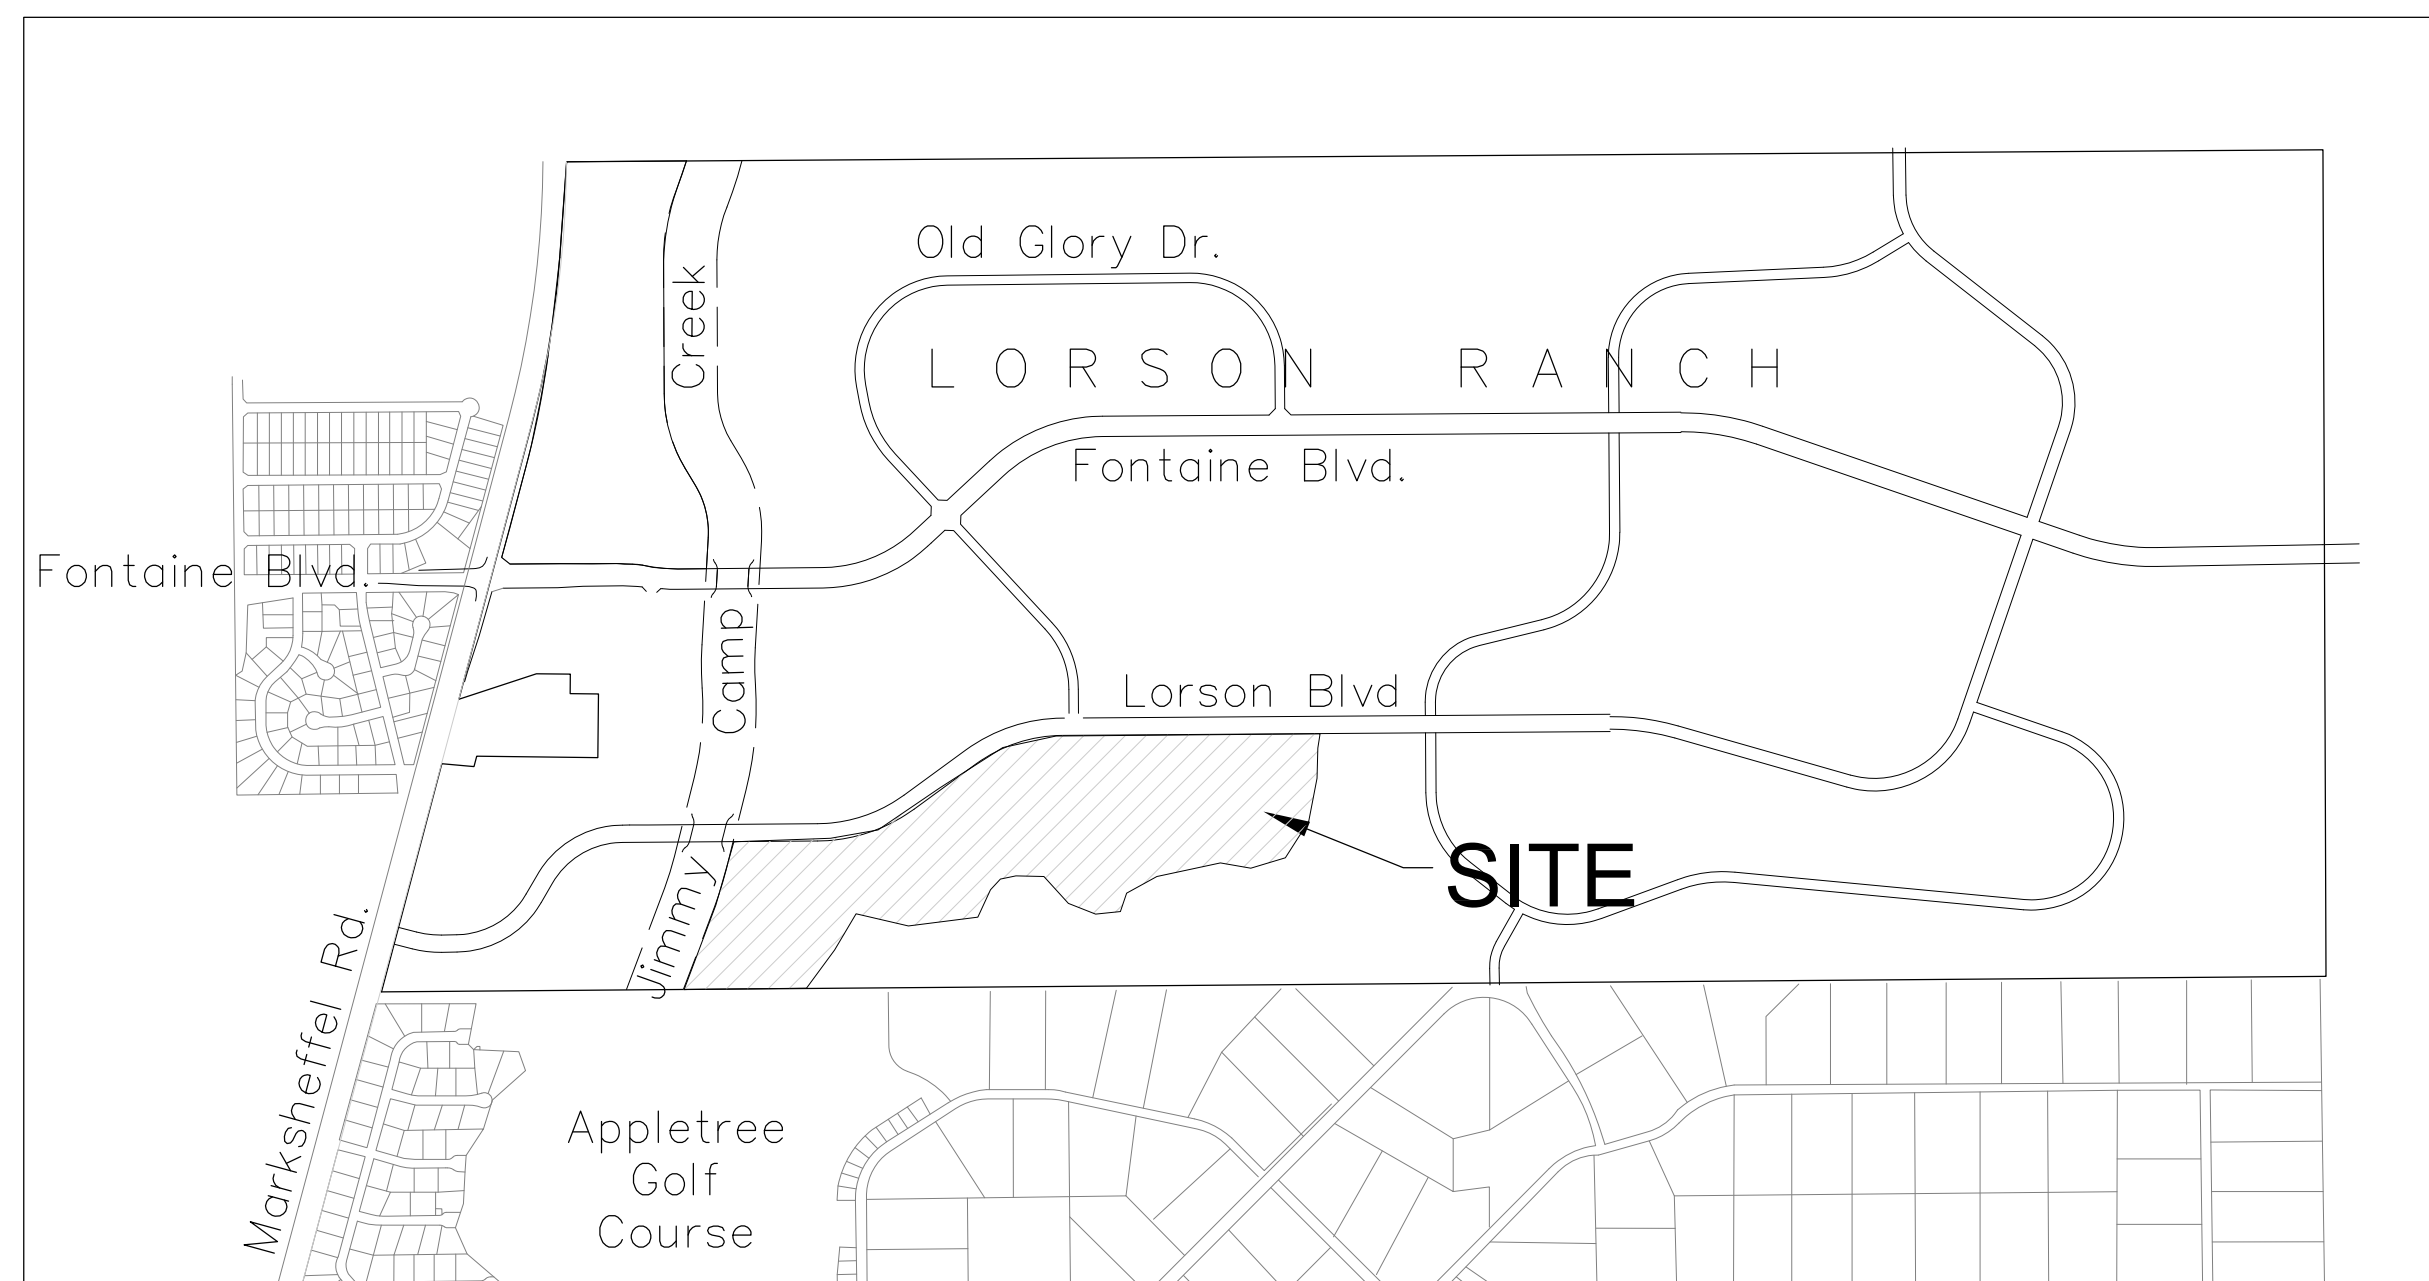 Old Glory Dr.
Creek
LORSON RANCH
Fontaine Blvd.
Fontaine Blvd.
Camp
Lorson Blvd
SITE
Jimmy
Marksheffel Rd.
Appletree
Golf
Course